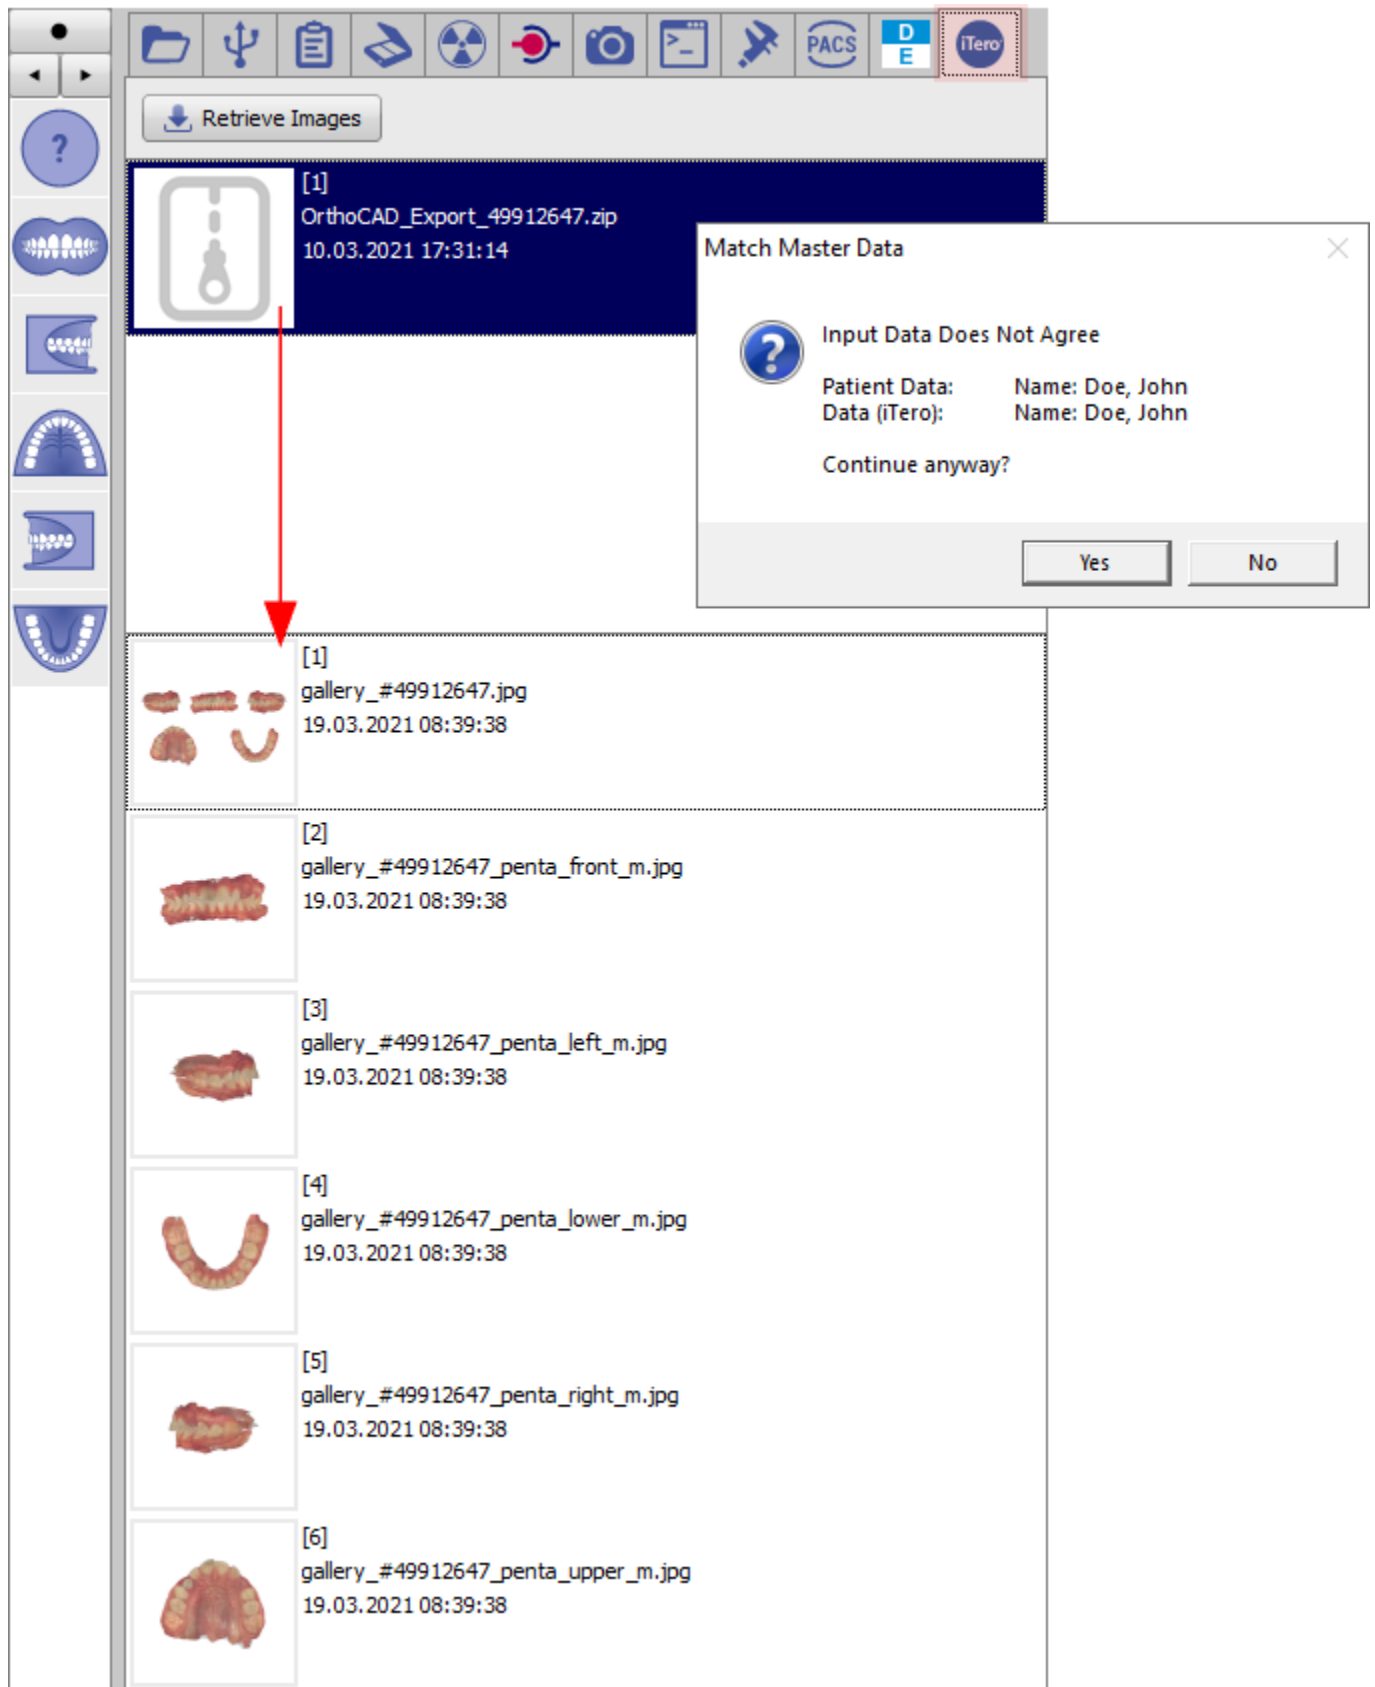 PACS
D
E
iTero
Retrieve Images
?
[1]
OrthoCAD_Export_49912647.zip
10.03.2021 17:31:14
Match Master Data
?
Input Data Does Not Agree
Patient Data: Name: Doe, John
Data (iTero): Name: Doe, John
Continue anyway?
Yes No
[1]
gallery_#49912647.jpg
19.03.2021 08:39:38
[2]
gallery_#49912647_penta_front_m.jpg
19.03.2021 08:39:38
[3]
gallery_#49912647_penta_left_m.jpg
19.03.2021 08:39:38
[4]
gallery_#49912647_penta_lower_m.jpg
19.03.2021 08:39:38
[5]
gallery_#49912647_penta_right_m.jpg
19.03.2021 08:39:38
[6]
gallery_#49912647_penta_upper_m.jpg
19.03.2021 08:39:38